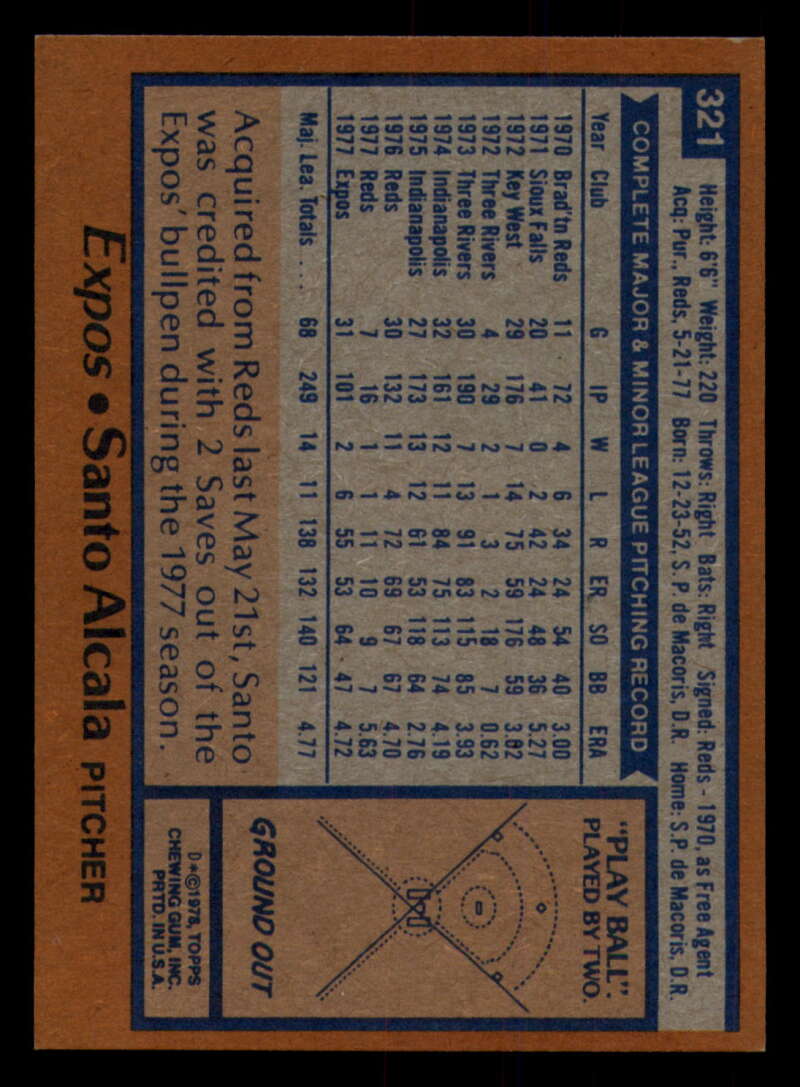 321
Height: 6'6" Weight: 220 Throws: Right Bats: Right Signed: Reds - 1970, as Free Agent
Acq: Pur., Reds, 5-21-77 Born: 12-23-52, S.P. de Macoris, D.R. Home: S.P. de Macoris, D.R.
COMPLETE MAJOR & MINOR LEAGUE PITCHING RECORD
Year Club G IP W L R ER SO BB ERA
1970 Brad'tn Reds 11 72 4 6 34 24 54 40 3.00
1971 Sioux Falls 20 41 0 2 42 24 48 36 5.27
1972 Key West 29 176 7 14 75 59 176 59 3.02
1972 Three Rivers 4 29 2 1 3 2 18 7 0.62
1973 Three Rivers 30 190 7 13 91 83 115 85 3.93
1974 Indianapolis 32 161 12 11 84 75 113 74 4.19
1975 Indianapolis 27 173 13 12 61 53 118 64 2.76
1976 Reds 30 132 11 4 72 69 67 67 4.70
1977 Reds 7 16 1 1 11 10 9 7 5.63
1977 Expos 31 101 2 6 55 53 64 47 4.72
Maj. Lea. Totals .... 68 249 14 11 138 132 140 121 4.77
Acquired from Reds last May 21st, Santo
was credited with 2 Saves out of the
Expos' bullpen during the 1977 season.
"PLAY BALL"
PLAYED BY TWO.
GROUND OUT
D*©1978, TOPPS
CHEWING GUM, INC.
PRTD. IN U.S.A.
Expos • Santo Alcala PITCHER